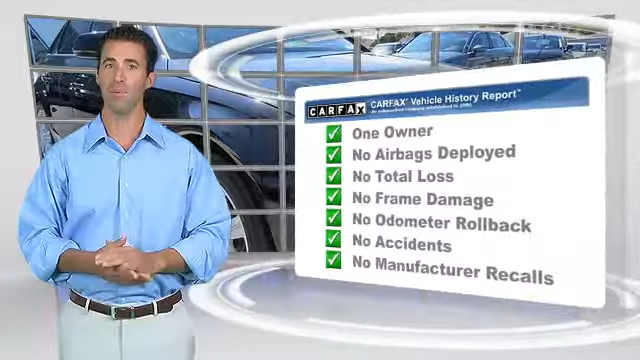 CARFAX CARFAX® Vehicle History Report™
One Owner
No Airbags Deployed
No Total Loss
No Frame Damage
No Odometer Rollback
No Accidents
No Manufacturer Recalls